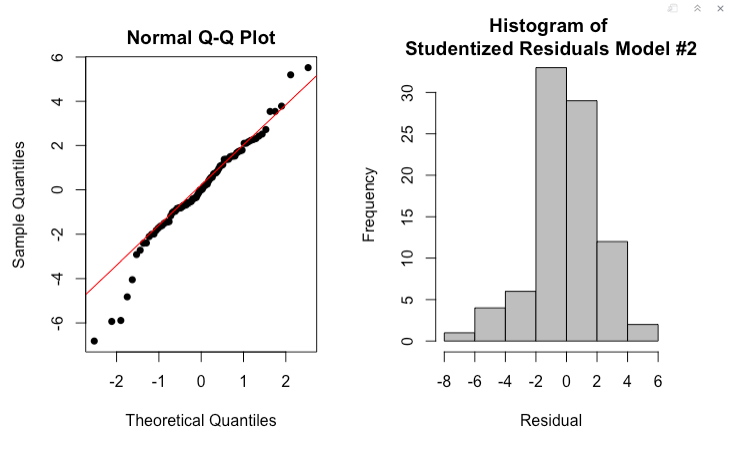 Normal Q-Q Plot
6
4
2
0
-2
-4
-6
Sample Quantiles
-2 -1 0 1 2
Theoretical Quantiles
Histogram of
Studentized Residuals Model #2
30
25
20
15
10
5
0
Frequency
-8 -6 -4 -2 0 2 4 6
Residual